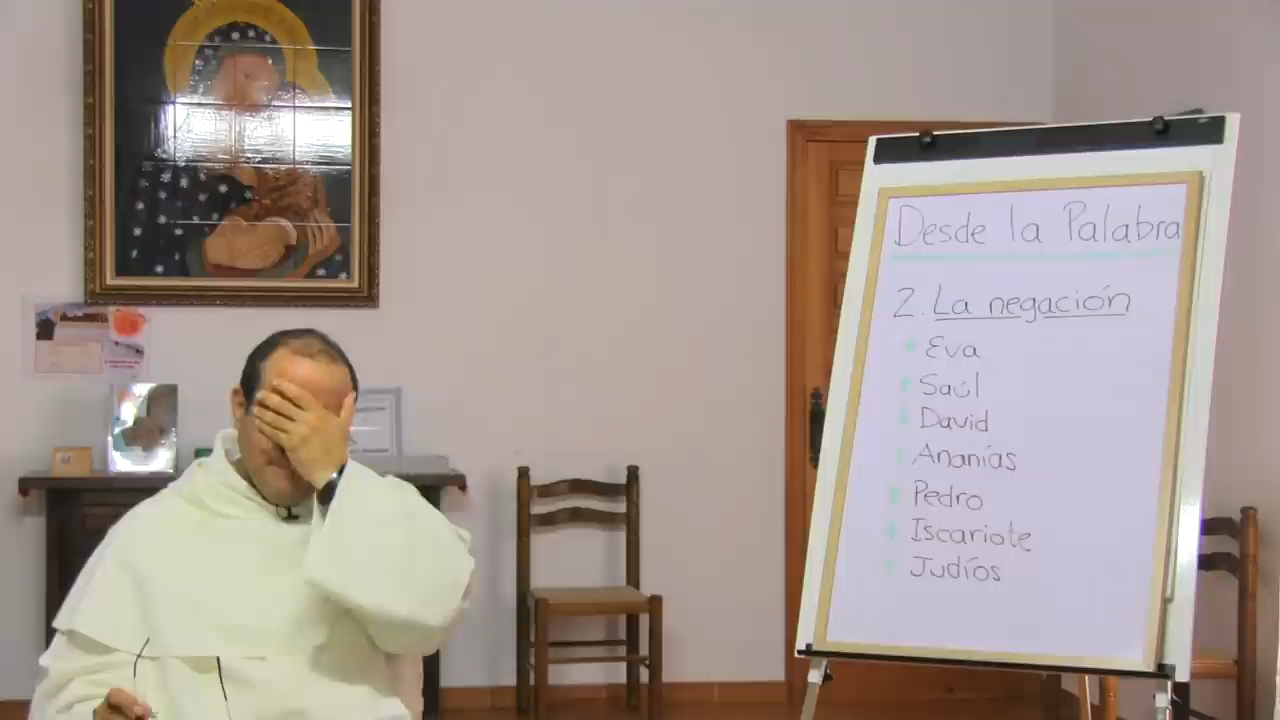 Desde la Palabra
2. La negación
Eva
Saúl
David
Ananías
Pedro
Iscariote
Judíos